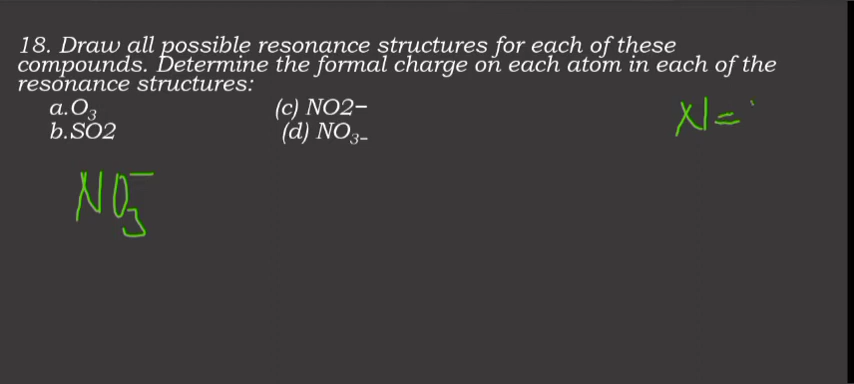 18. Draw all possible resonance structures for each of these
compounds. Determine the formal charge on each atom in each of the
resonance structures:
a.O₃ (c) NO2−
b.SO2 (d) NO₃₋
X|=
NO₃⁻